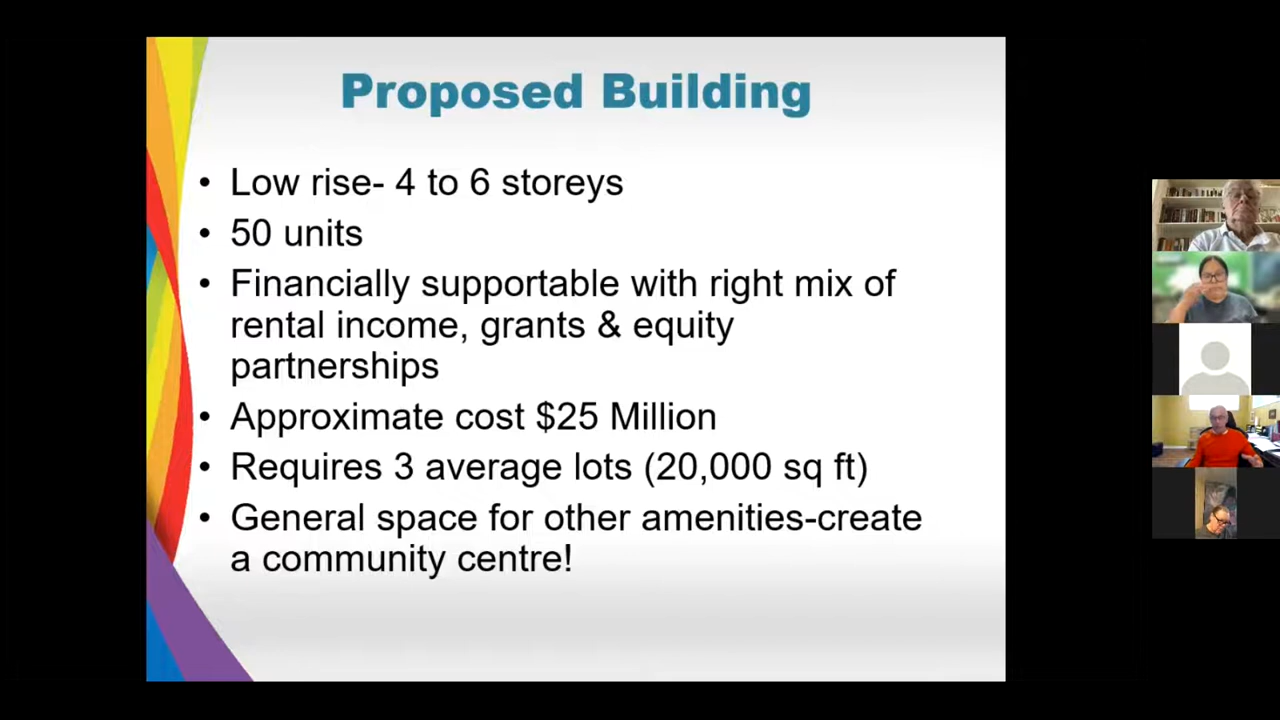 Proposed Building
• Low rise- 4 to 6 storeys
• 50 units
• Financially supportable with right mix of
rental income, grants & equity
partnerships
• Approximate cost $25 Million
• Requires 3 average lots (20,000 sq ft)
• General space for other amenities-create
a community centre!